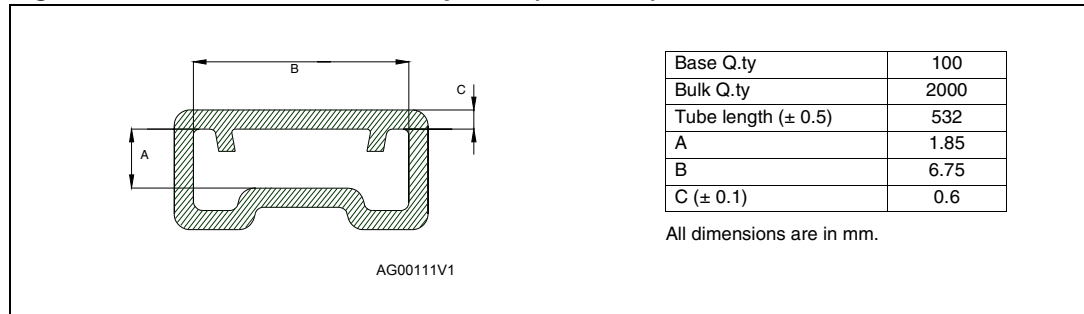 B
C
A
AG00111V1
Base Q.ty 100
Bulk Q.ty 2000
Tube length (± 0.5) 532
A 1.85
B 6.75
C (± 0.1) 0.6
All dimensions are in mm.